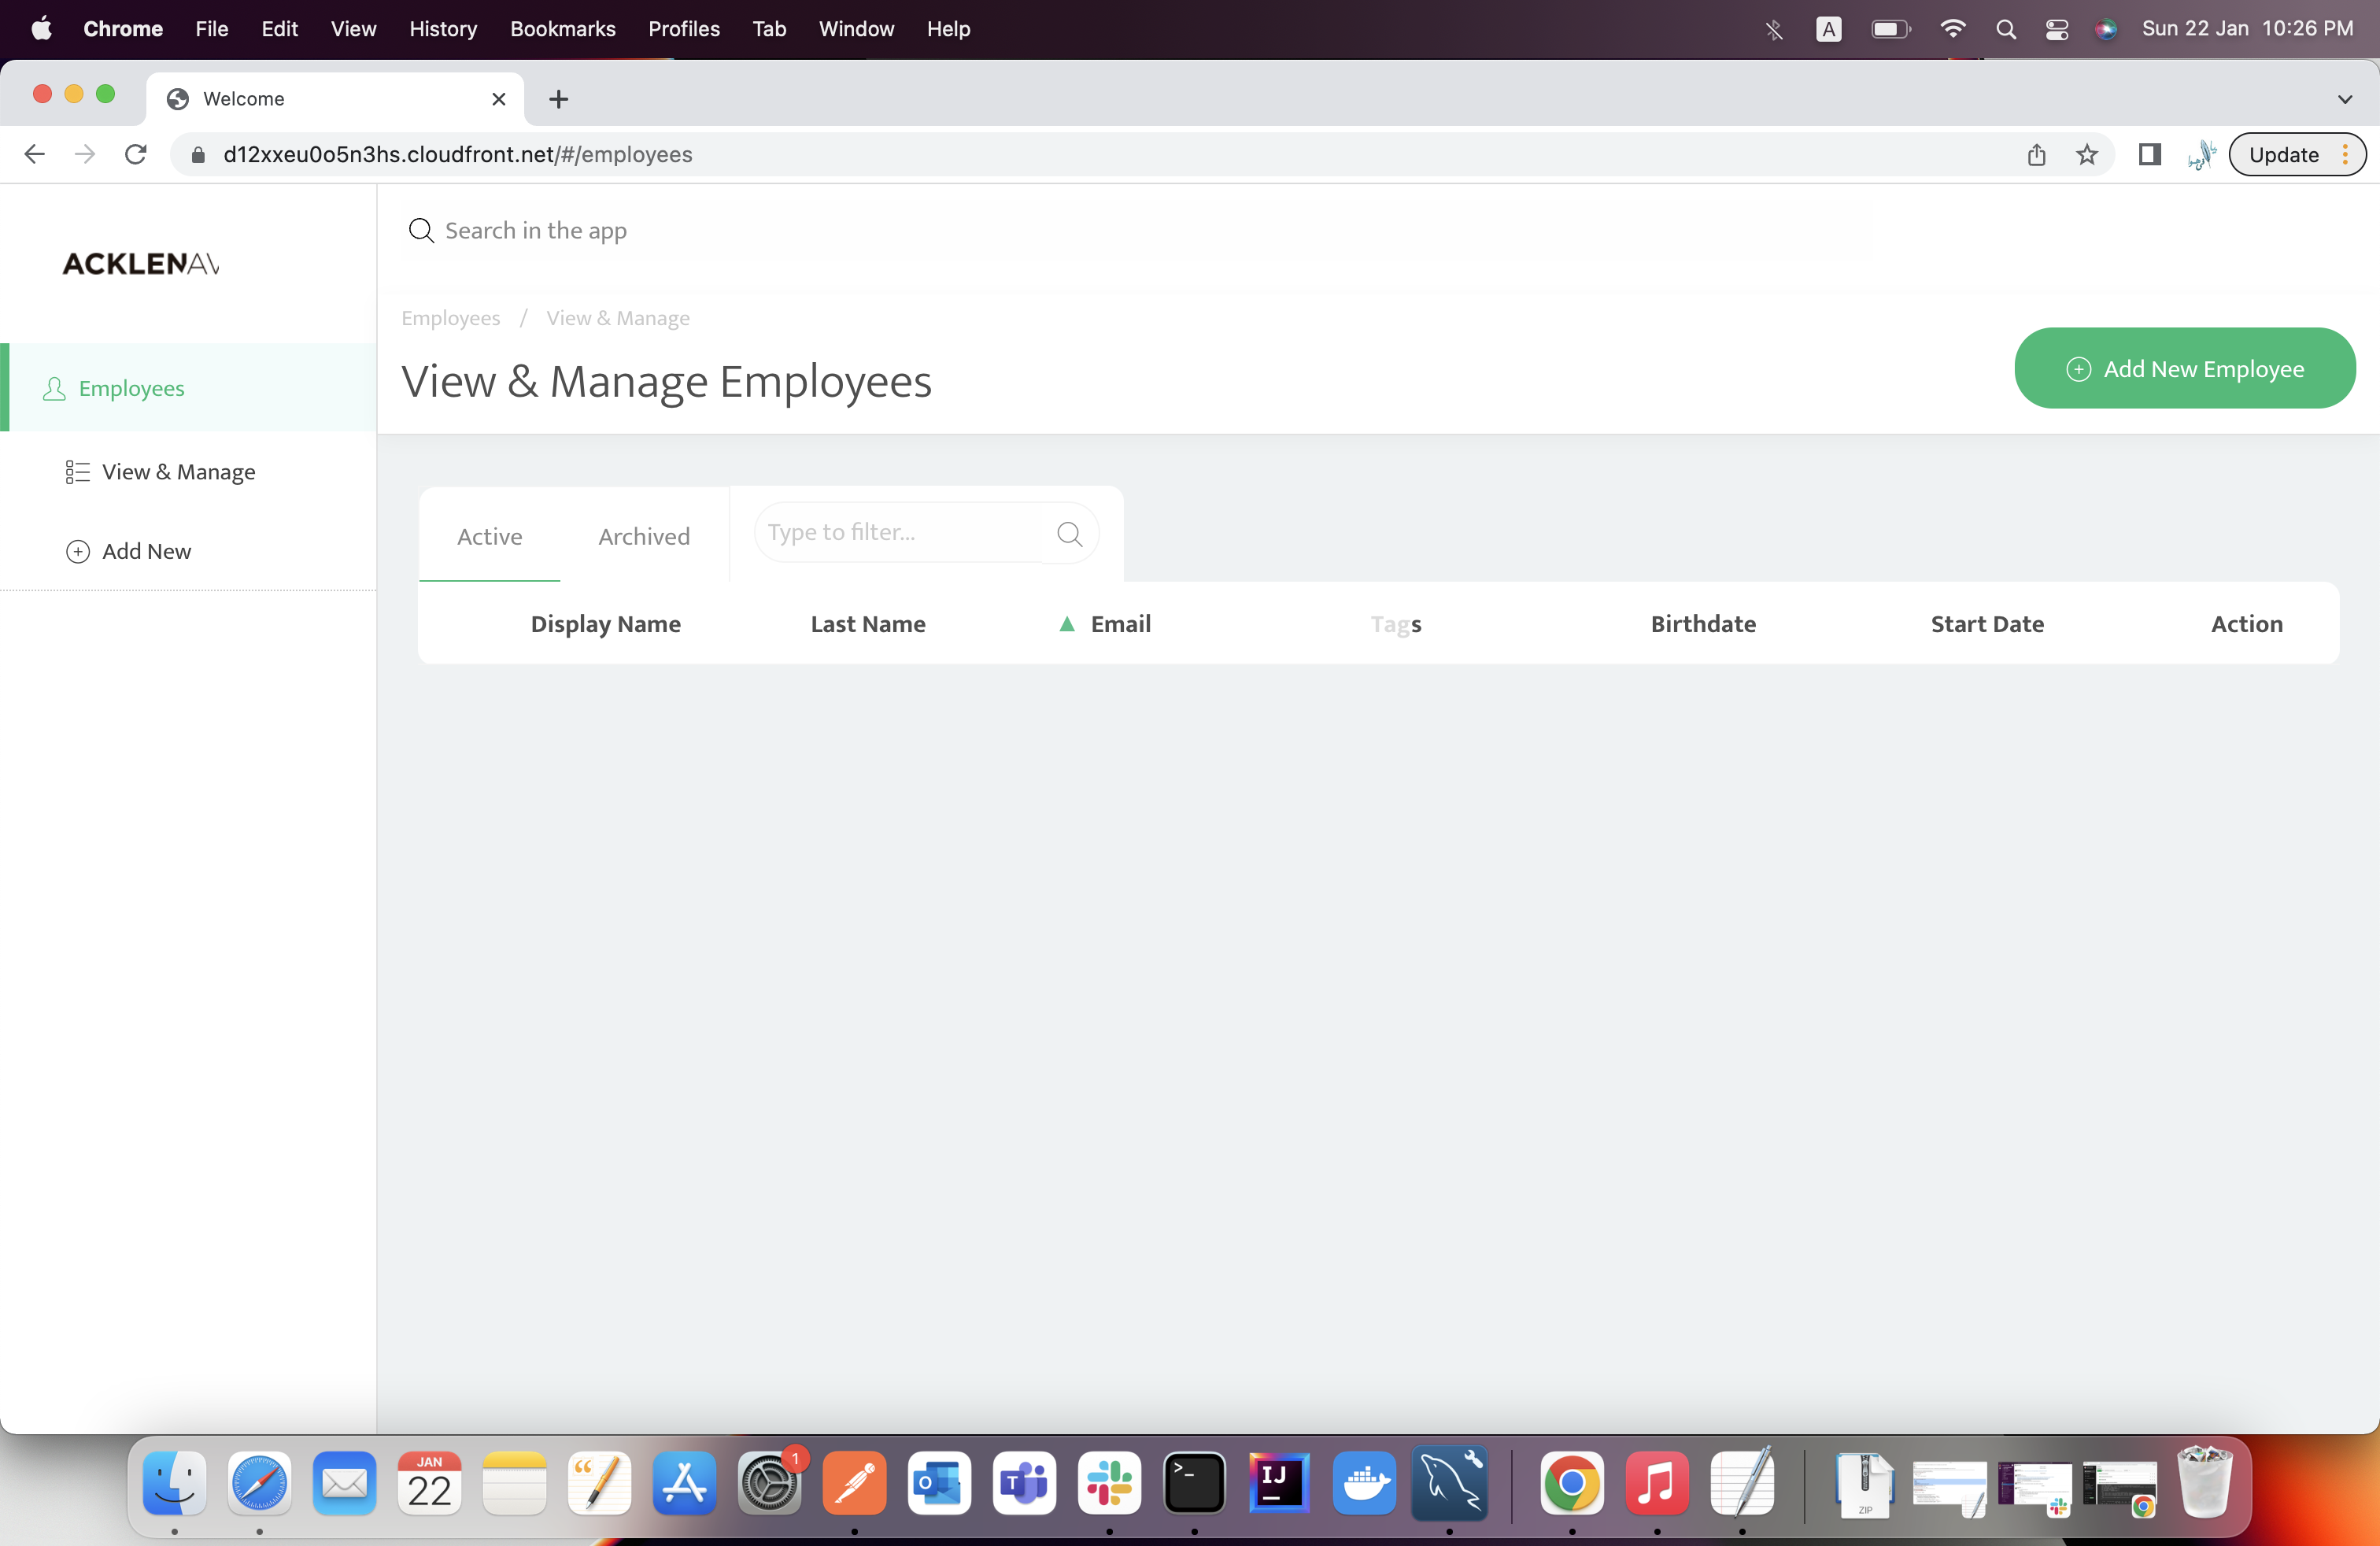 Chrome File Edit View History Bookmarks Profiles Tab Window Help A Sun 22 Jan 10:26 PM
Welcome
d12xxeu0o5n3hs.cloudfront.net/#/employees Update
Search in the app
ACKLENAV
Employees / View & Manage
View & Manage Employees
Add New Employee
Employees
View & Manage
Add New
Active Archived Type to filter...
Display Name Last Name Email Tags Birthdate Start Date Action
JAN
22
1
O
T
>_
IJ
ZIP